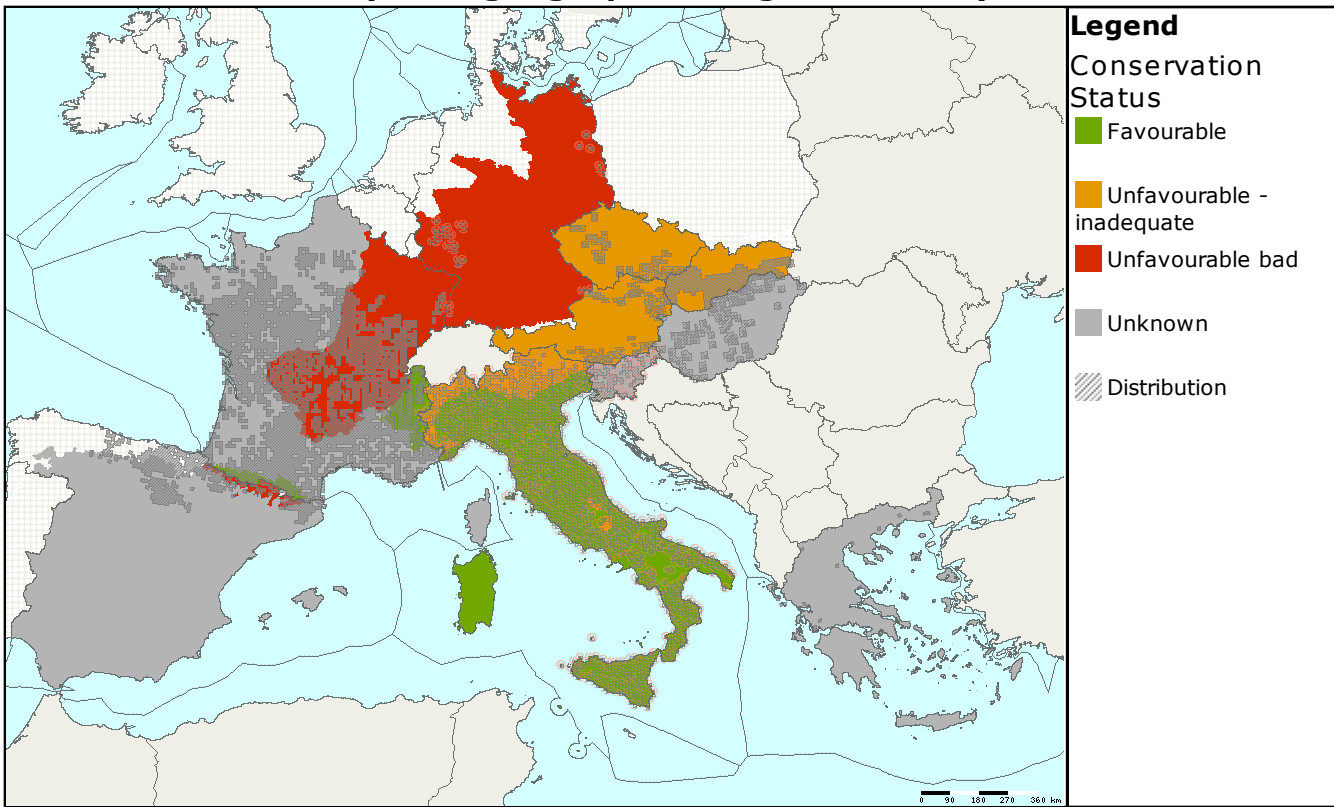 Legend
Conservation
Status
Favourable
Unfavourable -
inadequate
Unfavourable bad
Unknown
Distribution
0 90 180 270 360 km